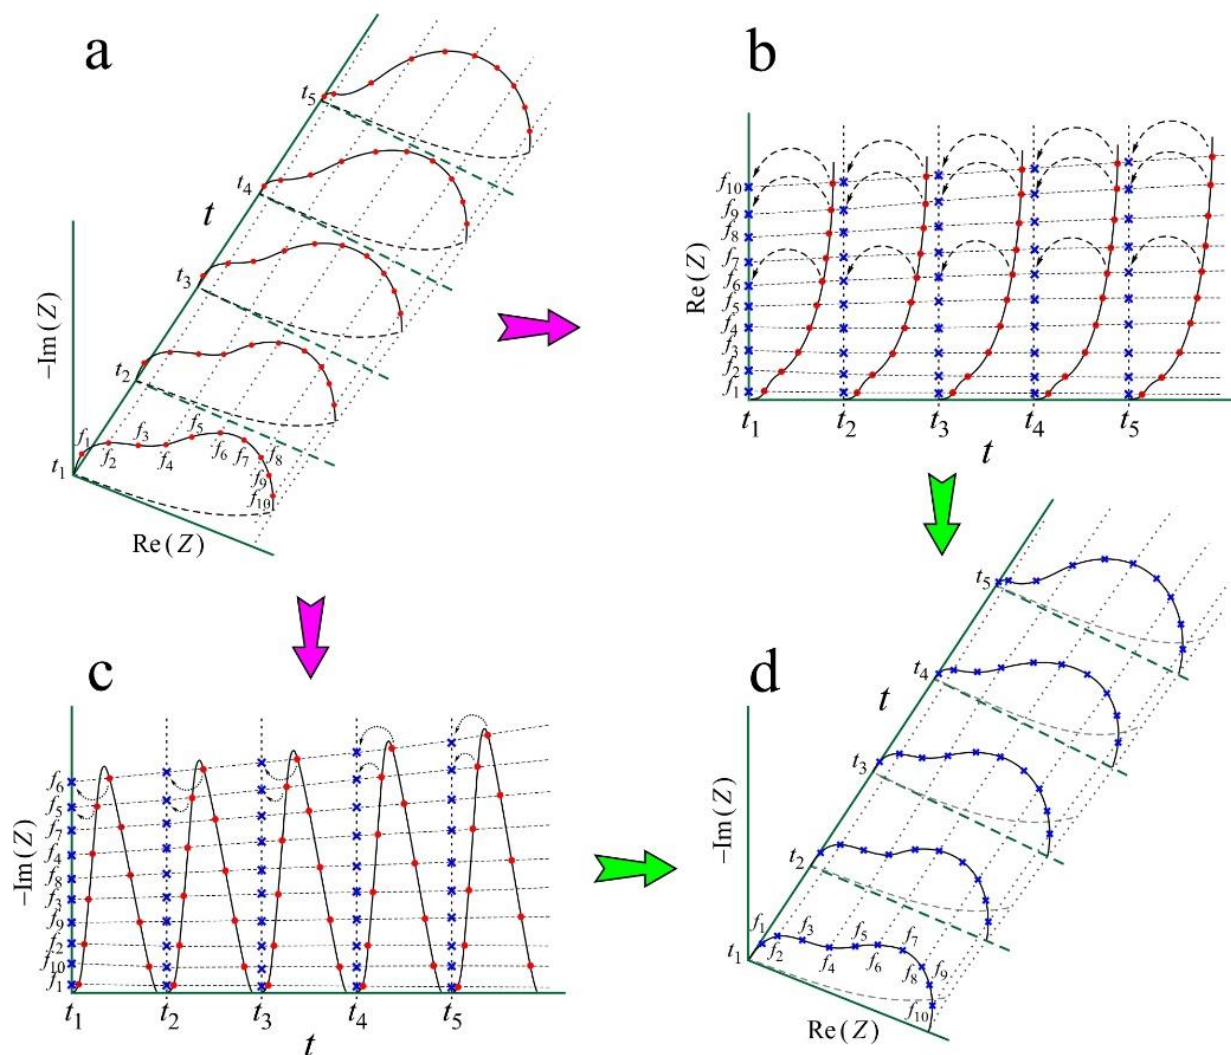 a
t5
t4
t
t3
t2
t1
−Im(Z)
f1
f2
f3
f4
f5
f6
f7
f8
f9
f10
Re(Z)
b
Re(Z)
f10
f9
f8
f7
f6
f5
f4
f3
f2
f1
t1 t2 t3 t4 t5
t
c
−Im(Z)
f6
f5
f7
f4
f8
f3
f9
f2
f10
f1
t1 t2 t3 t4 t5
t
d
t5
t4
t
t3
t2
t1
−Im(Z)
f1
f2
f3
f4
f5
f6
f7
f8
f9
f10
Re(Z)